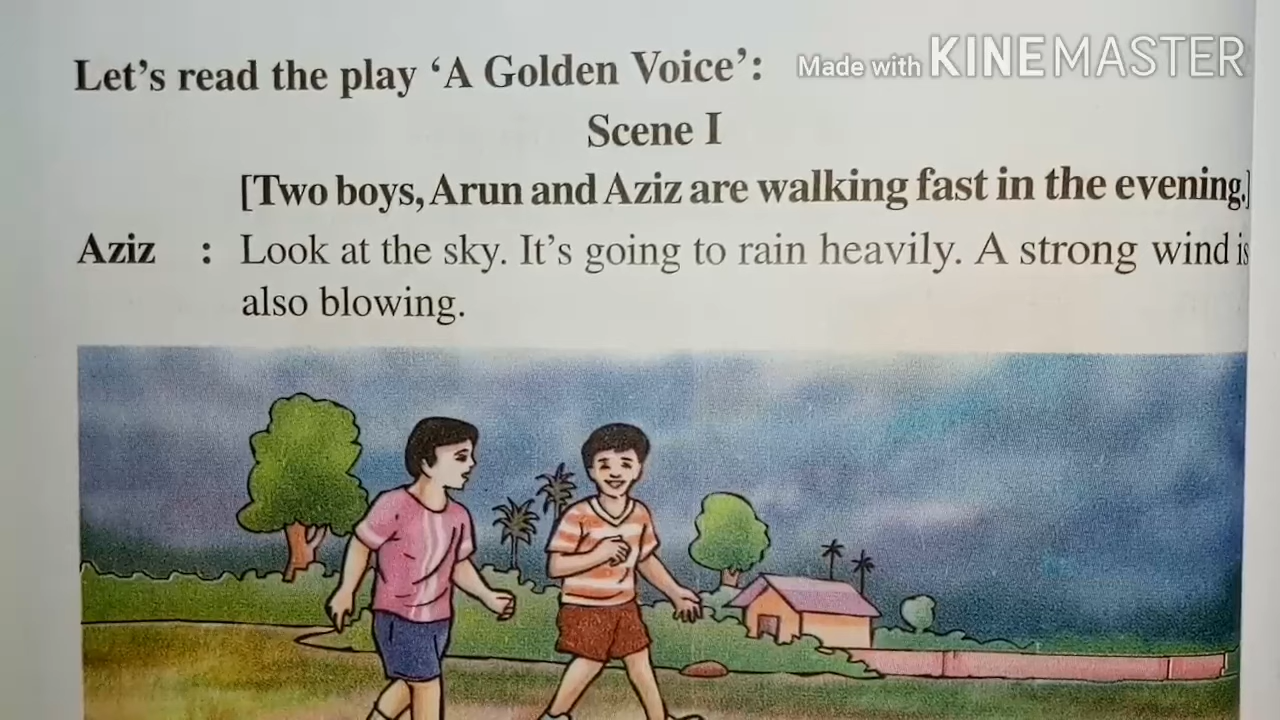 Let's read the play 'A Golden Voice':
Made with KINEMASTER
Scene I
[Two boys, Arun and Aziz are walking fast in the evening.]
Aziz : Look at the sky. It's going to rain heavily. A strong wind is
also blowing.